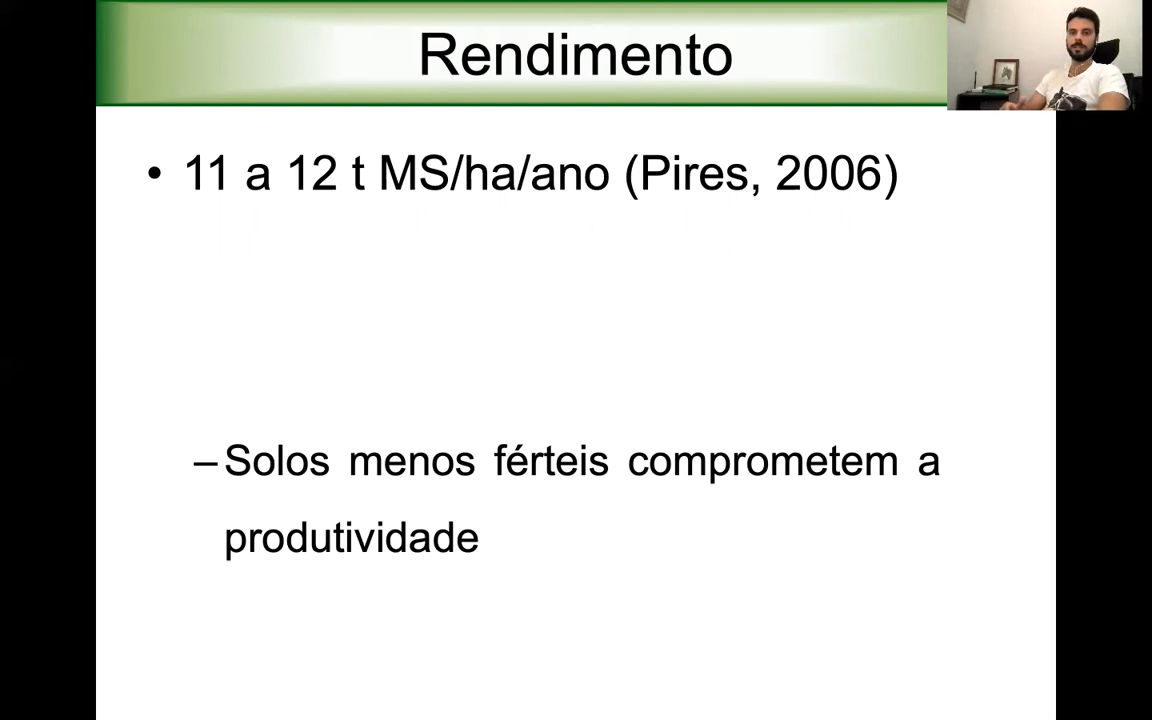 Rendimento
• 11 a 12 t MS/ha/ano (Pires, 2006)
– Solos menos férteis comprometem a
produtividade